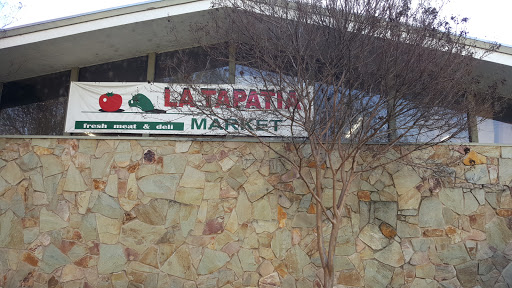 LA TAPATIA
MARKET
fresh meat & deli